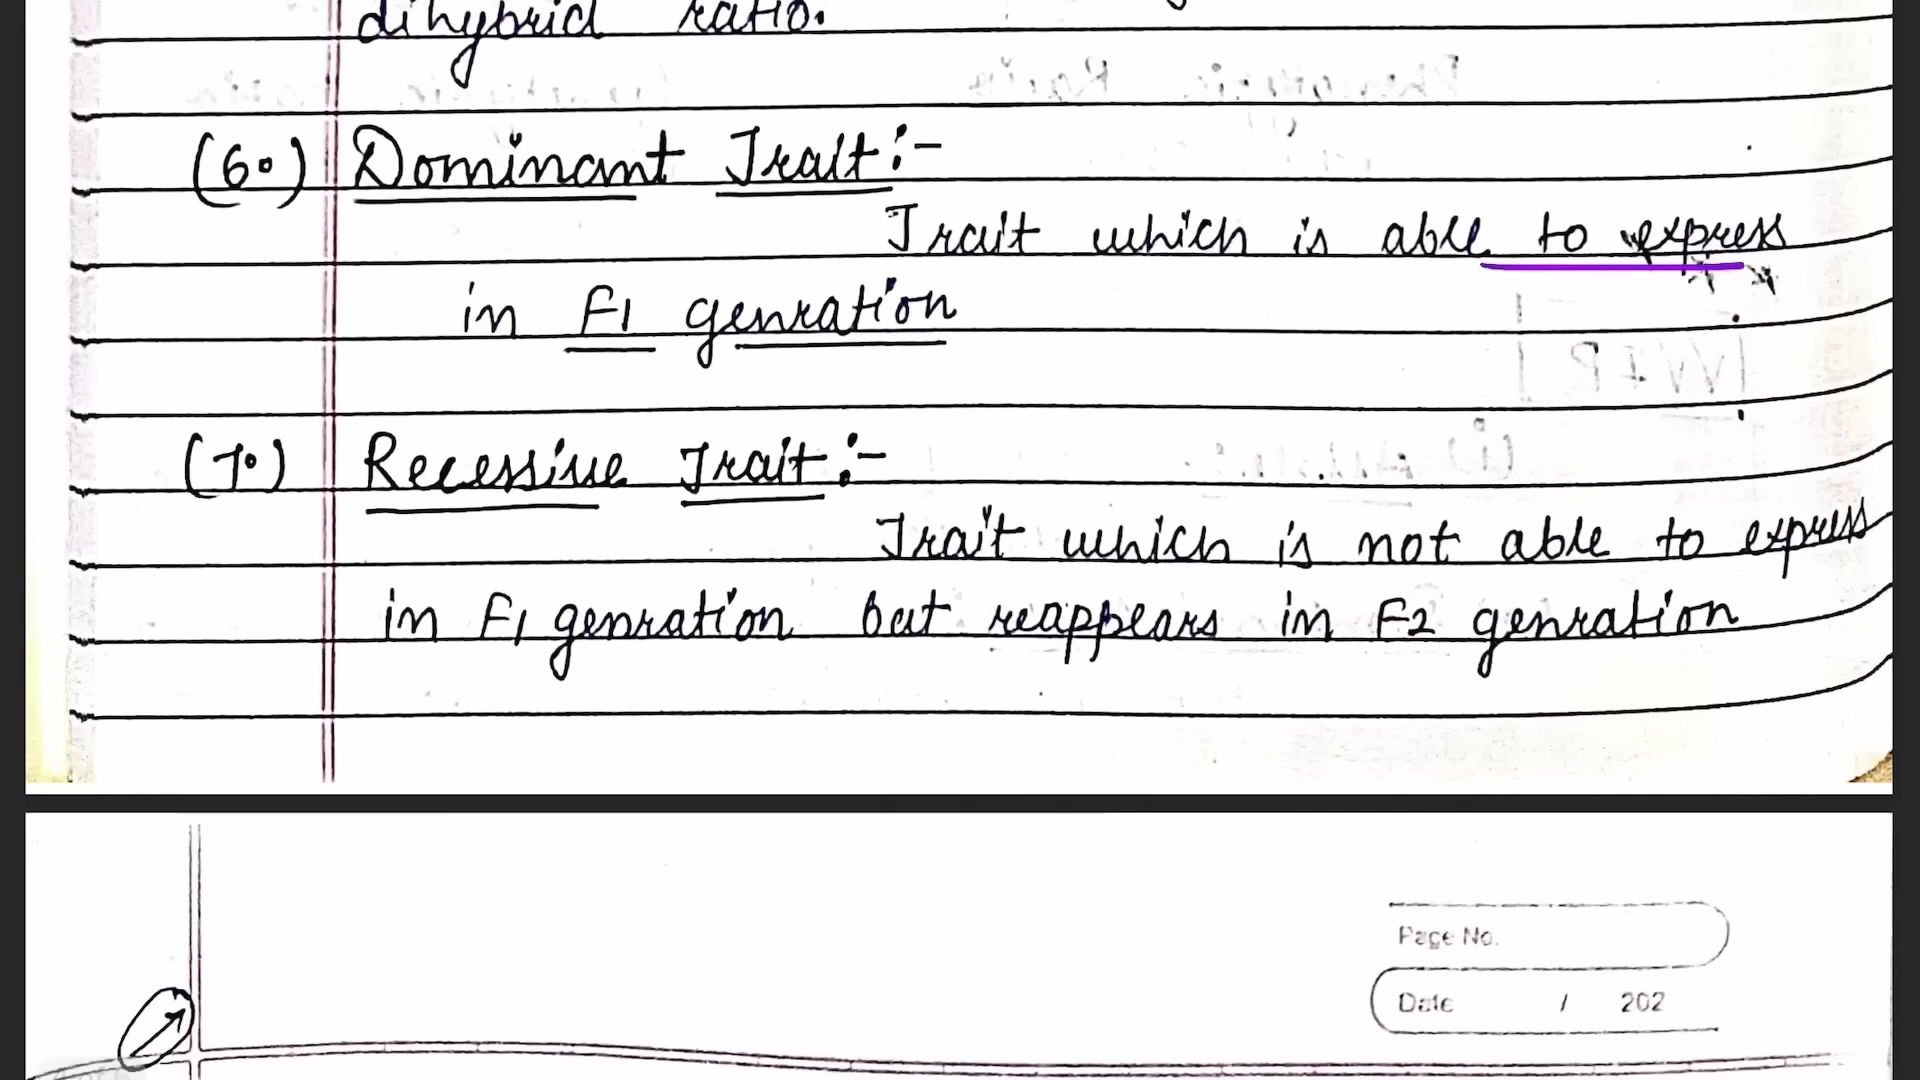 dihybrid ratio.
(6.) Dominant Trait:-
Trait which is able to express
in F1 genration
(7.) Recessive Trait:-
Trait which is not able to express
in F1 genration but reappears in F2 genration
Page No.
Date / 202